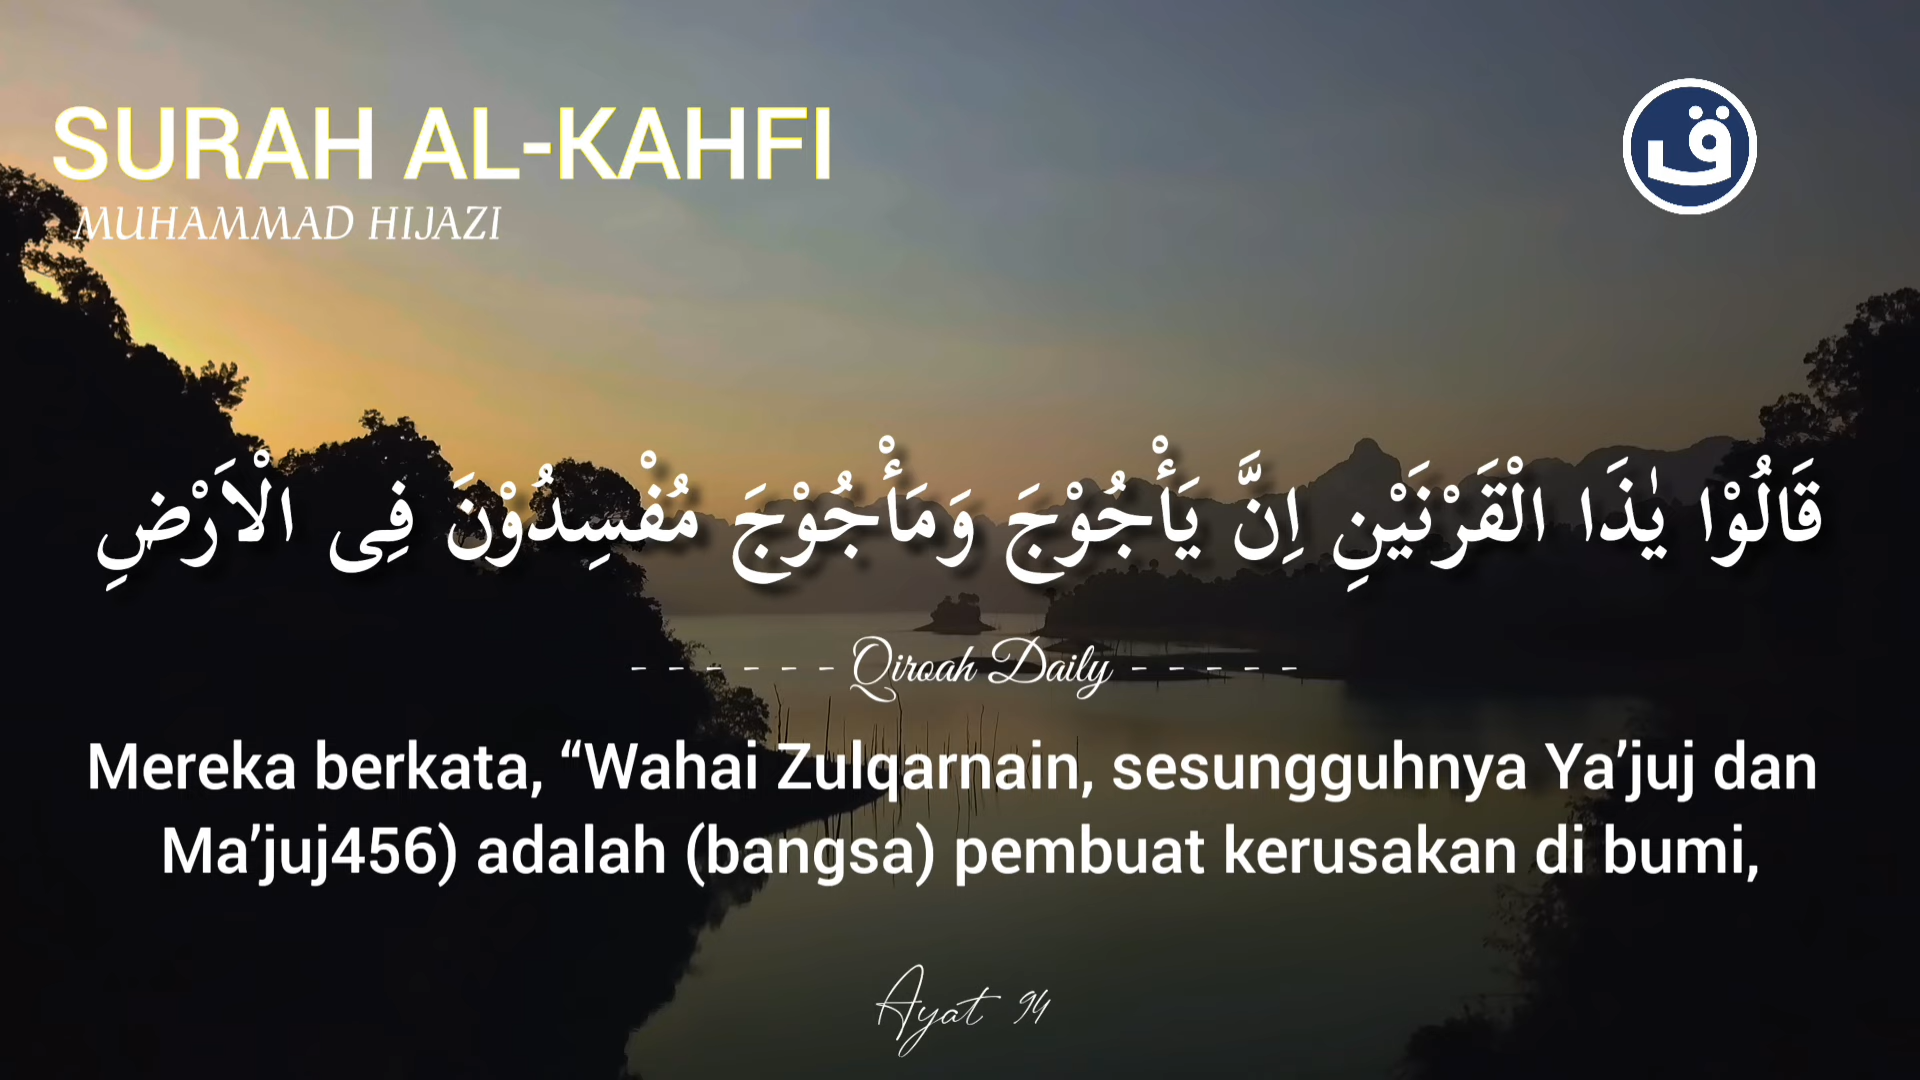 SURAH AL-KAHFI
MUHAMMAD HIJAZI
ق
قَالُوْا يٰذَا الْقَرْنَيْنِ اِنَّ يَأْجُوْجَ وَمَأْجُوْجَ مُفْسِدُوْنَ فِى الْاَرْضِ
- - - - - - Qiroah Daily - - - - -
Mereka berkata, “Wahai Zulqarnain, sesungguhnya Ya’juj dan
Ma’juj456) adalah (bangsa) pembuat kerusakan di bumi,
Ayat 94